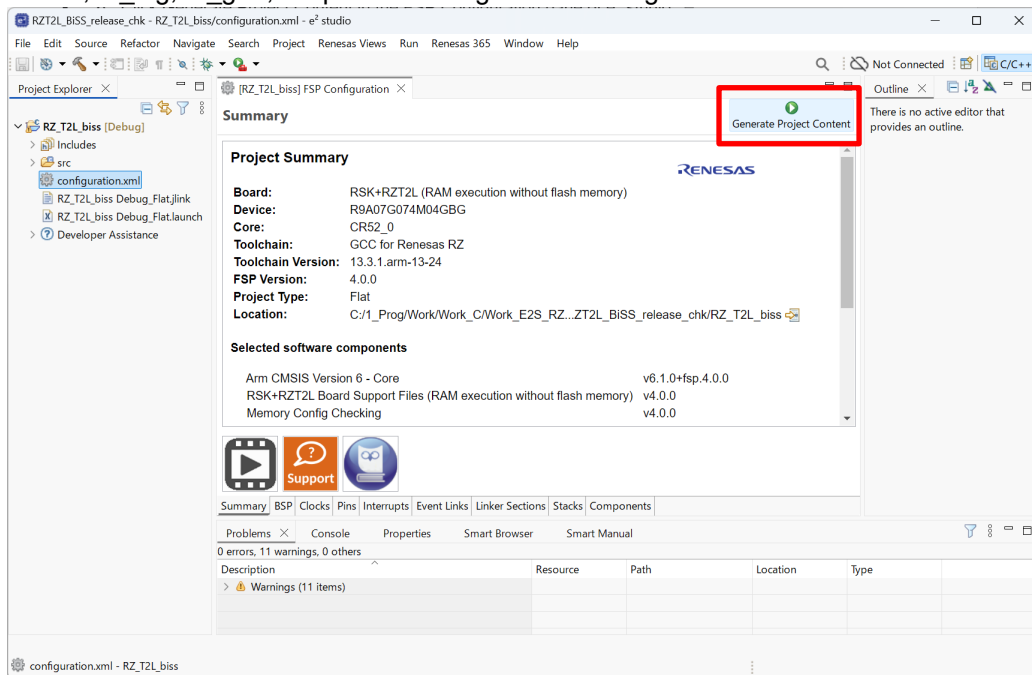 RZT2L_BiSS_release_chk - RZ_T2L_biss/configuration.xml - e² studio
File Edit Source Refactor Navigate Search Project Renesas Views Run Renesas 365 Window Help
Not Connected C/C++
Project Explorer
[RZ_T2L_biss] FSP Configuration
Outline
RZ_T2L_biss [Debug]
Includes
src
configuration.xml
RZ_T2L_biss Debug_Flat.jlink
RZ_T2L_biss Debug_Flat.launch
Developer Assistance
Summary
Generate Project Content
There is no active editor that
provides an outline.
Project Summary
RENESAS
Board: RSK+RZT2L (RAM execution without flash memory)
Device: R9A07G074M04GBG
Core: CR52_0
Toolchain: GCC for Renesas RZ
Toolchain Version: 13.3.1.arm-13-24
FSP Version: 4.0.0
Project Type: Flat
Location: C:/1_Prog/Work/Work_C/Work_E2S_RZ...ZT2L_BiSS_release_chk/RZ_T2L_biss
Selected software components
Arm CMSIS Version 6 - Core v6.1.0+fsp.4.0.0
RSK+RZT2L Board Support Files (RAM execution without flash memory) v4.0.0
Memory Config Checking v4.0.0
Support
Summary BSP Clocks Pins Interrupts Event Links Linker Sections Stacks Components
Problems Console Properties Smart Browser Smart Manual
0 errors, 11 warnings, 0 others
Description Resource Path Location Type
Warnings (11 items)
configuration.xml - RZ_T2L_biss